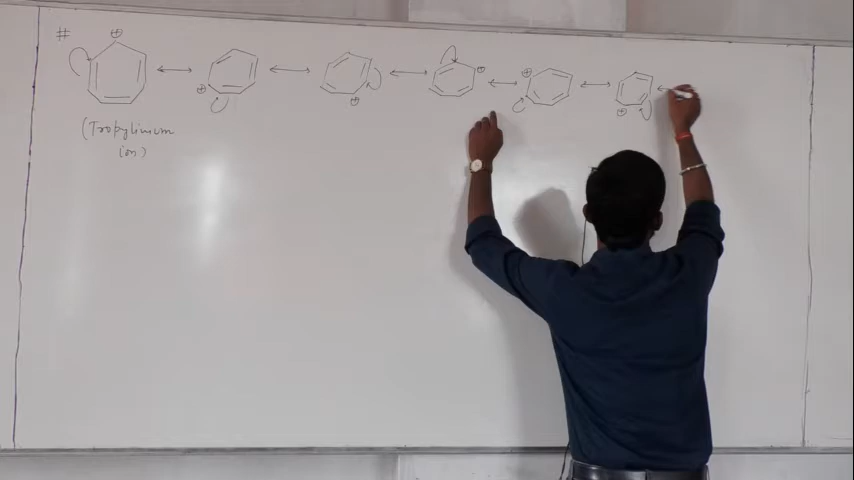 #
⊕ ⊕ ⊕ ⊕ ⊕ ⊕
(Tropylinium
ion)